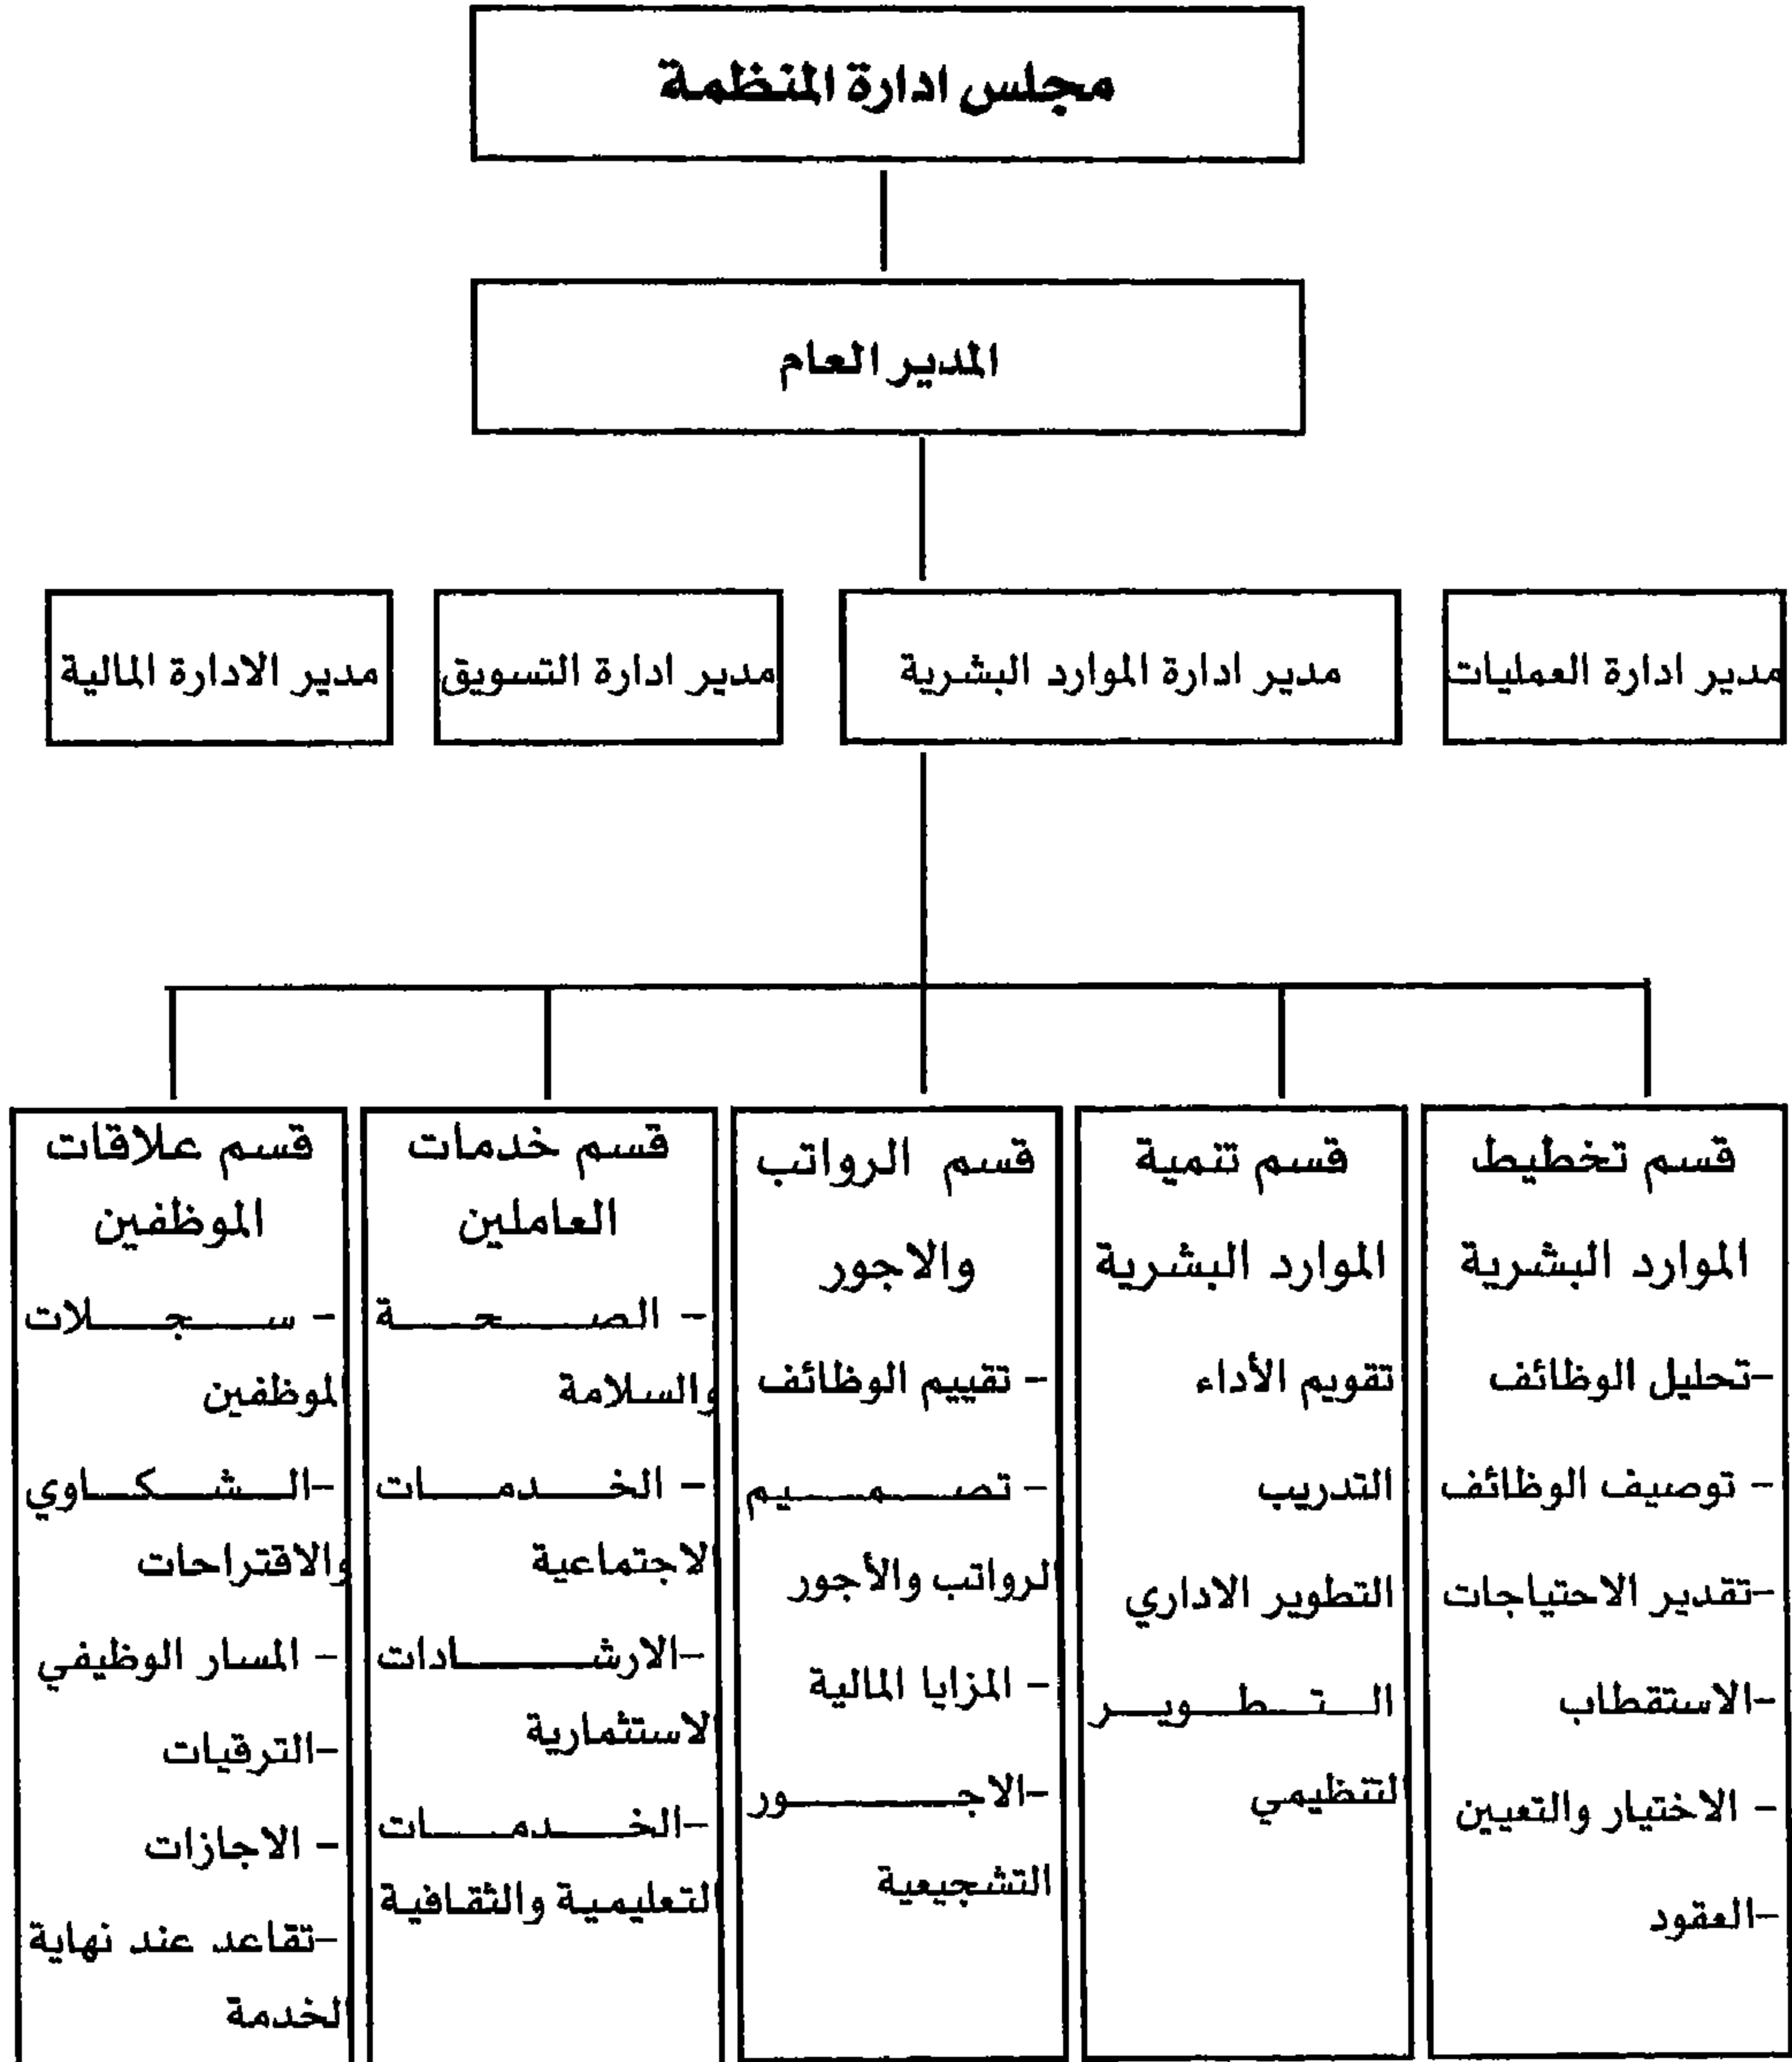 مجلس ادارة المنظمة
المدير العام
مدير ادارة العمليات
مدير ادارة الموارد البشرية
مدير ادارة التسويق
مدير الادارة المالية
قسم تخطيط
الموارد البشرية
-تحليل الوظائف
- توصيف الوظائف
-تقدير الاحتياجات
-الاستقطاب
- الاختيار والتعيين
-العقود
قسم تنمية
الموارد البشرية
تقويم الأداء
التدريب
التطوير الاداري
التطوير
لتنظيمي
قسم الرواتب
والاجور
- تقييم الوظائف
- تصميم
الرواتب والأجور
- المزايا المالية
-الاجور
التشجيعية
قسم خدمات
العاملين
- الصحة
والسلامة
- الخدمات
الاجتماعية
-الارشادات
الاستثمارية
-الخدمات
التعليمية والثقافية
قسم علاقات
الموظفين
- سجلات
الموظفين
-الشكاوي
والاقتراحات
- المسار الوظيفي
-الترقيات
- الاجازات
-تقاعد عند نهاية
الخدمة